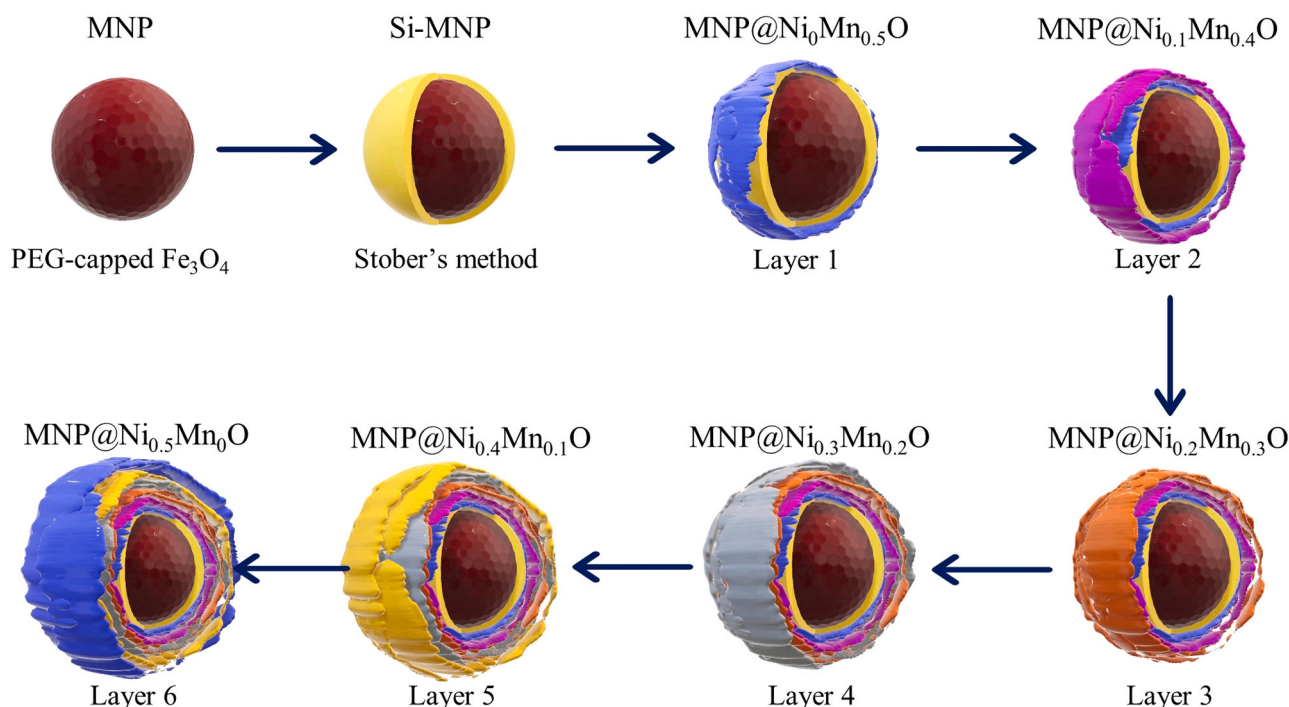 MNP
Si-MNP
MNP@Ni₀Mn₀.₅O
MNP@Ni₀.₁Mn₀.₄O
PEG-capped Fe₃O₄
Stober’s method
Layer 1
Layer 2
MNP@Ni₀.₅Mn₀O
MNP@Ni₀.₄Mn₀.₁O
MNP@Ni₀.₃Mn₀.₂O
MNP@Ni₀.₂Mn₀.₃O
Layer 6
Layer 5
Layer 4
Layer 3